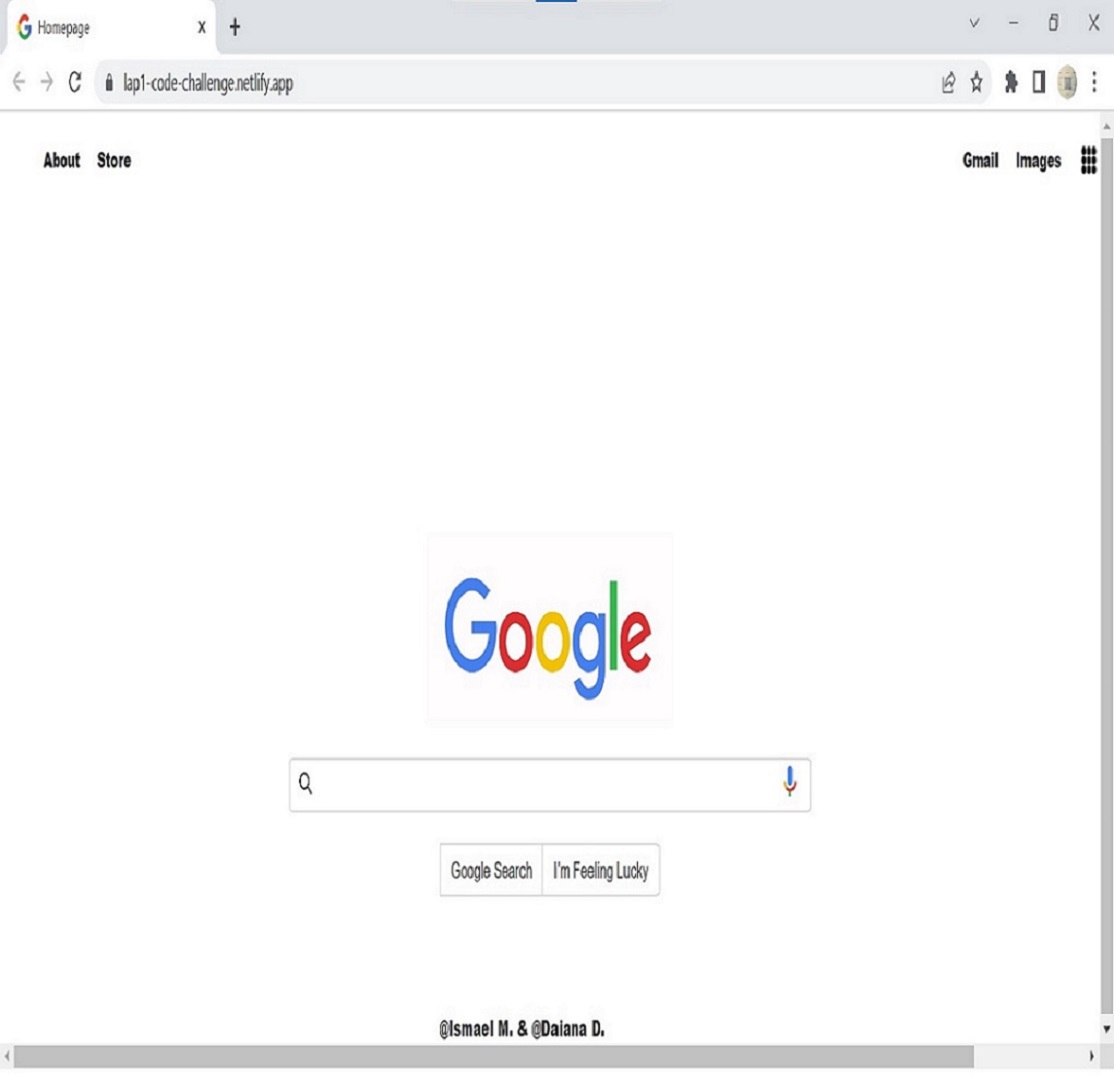 Homepage
lap1-code-challenge.netlify.app
About Store Gmail Images
Google
Google Search I'm Feeling Lucky
@Ismael M. & @Daiana D.